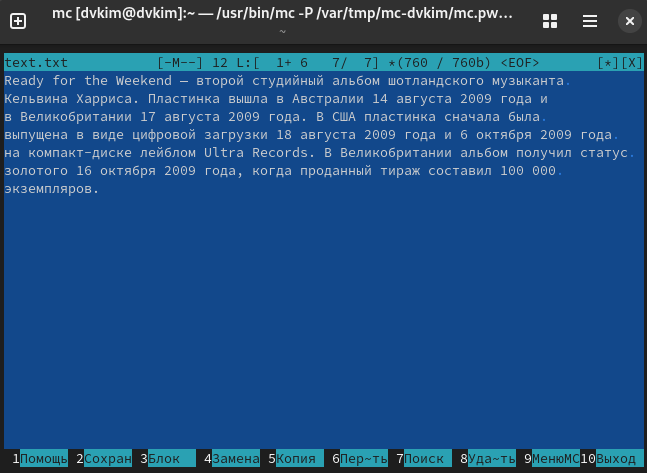 mc [dvkim@dvkim]:~ — /usr/bin/mc -P /var/tmp/mc-dvkim/mc.pw...
~
text.txt [-M--] 12 L:[ 1+ 6 7/ 7] *(760 / 760b) <EOF> [*][X]
Ready for the Weekend — второй студийный альбом шотландского музыканта.
Кельвина Харриса. Пластинка вышла в Австралии 14 августа 2009 года и
в Великобритании 17 августа 2009 года. В США пластинка сначала была.
выпущена в виде цифровой загрузки 18 августа 2009 года и 6 октября 2009 года.
на компакт-диске лейблом Ultra Records. В Великобритании альбом получил статус.
золотого 16 октября 2009 года, когда проданный тираж составил 100 000.
экземпляров.
1Помощь 2Сохран 3Блок 4Замена 5Копия 6Пер~ть 7Поиск 8Уда~ть 9МенюMC 10Выход